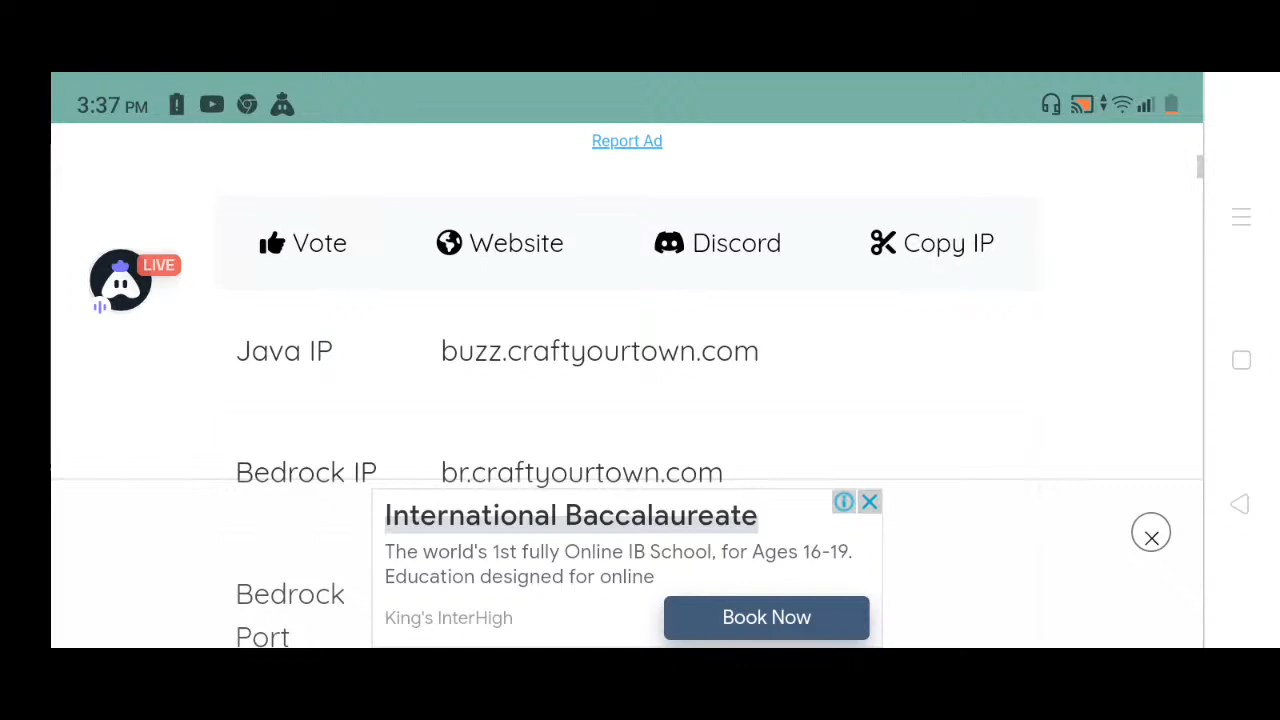 3:37 PM
Report Ad
Vote Website Discord Copy IP
LIVE
Java IP buzz.craftyourtown.com
Bedrock IP br.craftyourtown.com
International Baccalaureate
The world's 1st fully Online IB School, for Ages 16-19.
Education designed for online
Bedrock
Port
King's InterHigh
Book Now